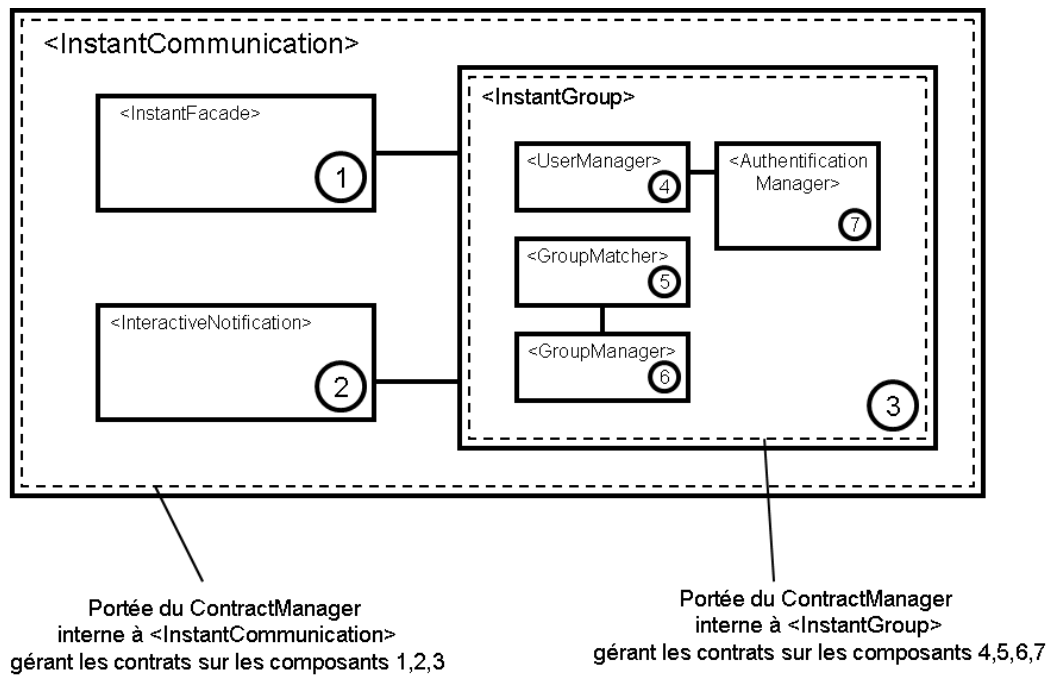 <InstantCommunication>
<InstantFacade>
1
<InteractiveNotification>
2
<InstantGroup>
<UserManager>
4
<Authentification
Manager>
7
<GroupMatcher>
5
<GroupManager>
6
3
Portée du ContractManager
interne à <InstantCommunication>
gérant les contrats sur les composants 1,2,3
Portée du ContractManager
interne à <InstantGroup>
gérant les contrats sur les composants 4,5,6,7